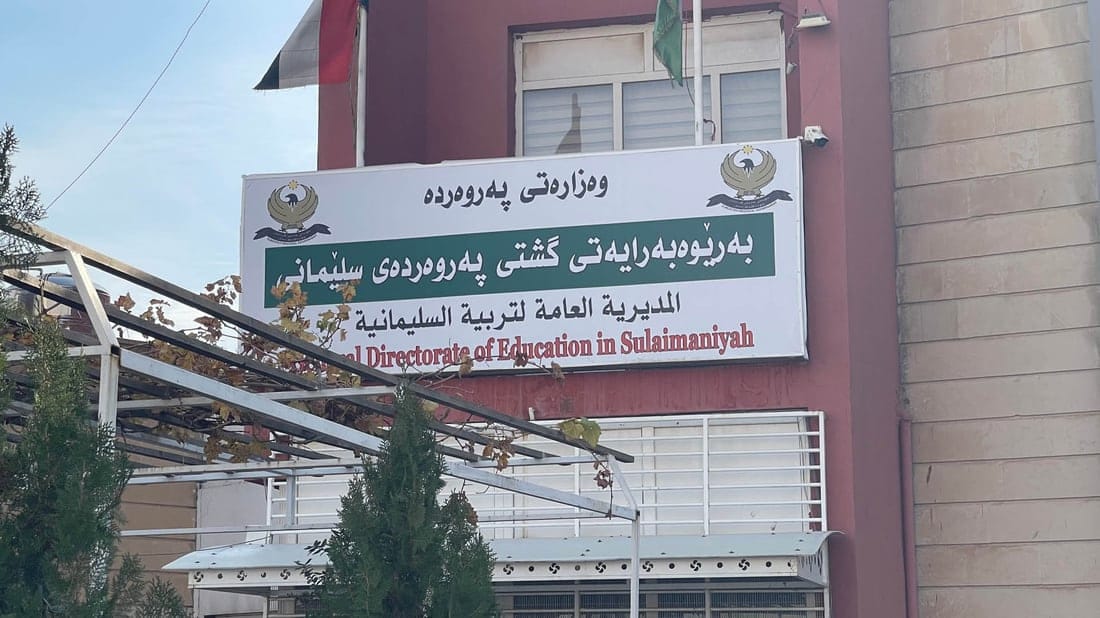 وەزارەتی پەروەردە
بەڕێوەبەرایەتی گشتی پەروەردەی سلێمانی
المديرية العامة لتربية السليمانية
Directorate of Education in Sulaimaniyah